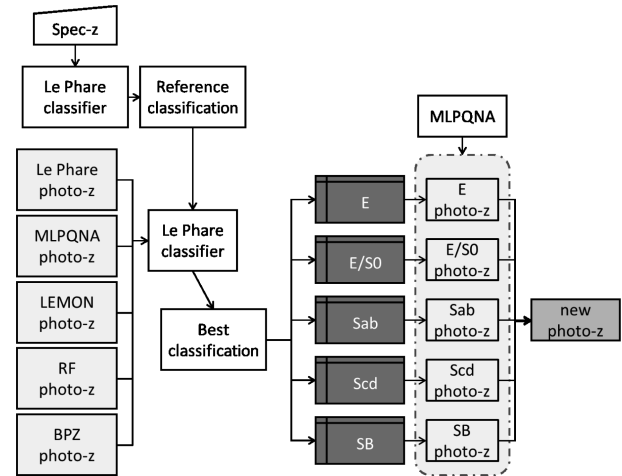 Spec-z
Le Phare
classifier
Reference
classification
MLPQNA
Le Phare
photo-z
MLPQNA
photo-z
LEMON
photo-z
RF
photo-z
BPZ
photo-z
Le Phare
classifier
Best
classification
E
E/S0
Sab
Scd
SB
E
photo-z
E/S0
photo-z
Sab
photo-z
Scd
photo-z
SB
photo-z
new
photo-z